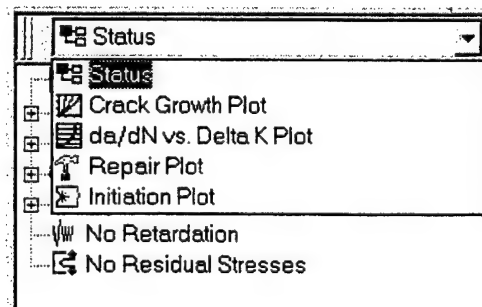 Status
Status
Crack Growth Plot
da/dN vs. Delta K Plot
Repair Plot
Initiation Plot
No Retardation
No Residual Stresses